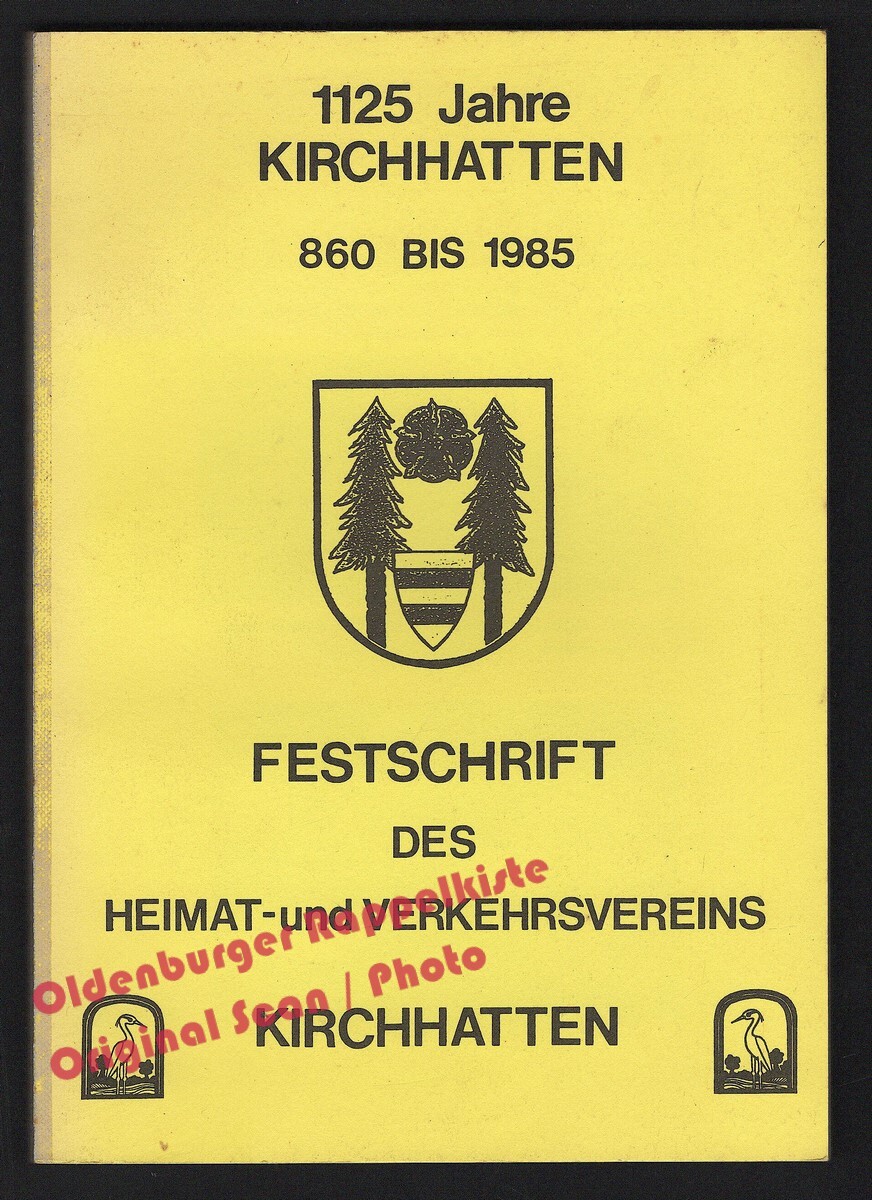 1125 Jahre
KIRCHHATTEN
860 BIS 1985
FESTSCHRIFT
DES
HEIMAT-und VERKEHRSVEREINS
KIRCHHATTEN
Oldenburger Rappelkiste
Original Scan / Photo